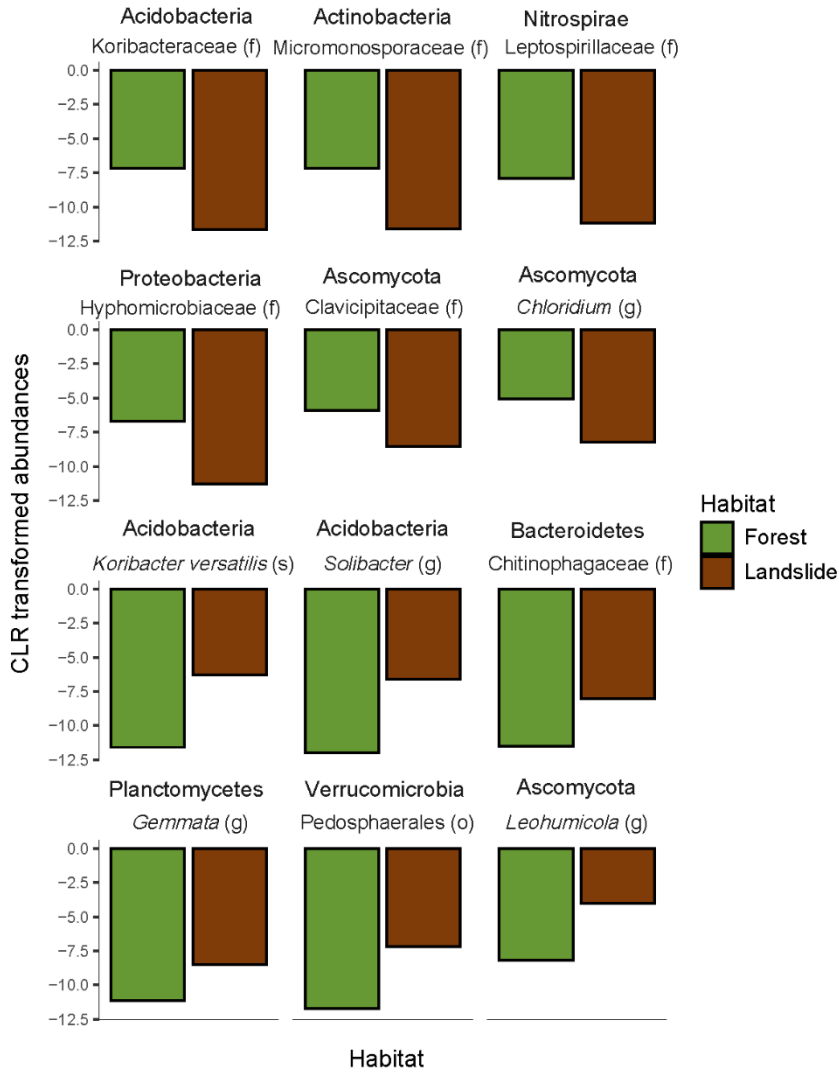 Acidobacteria Actinobacteria Nitrospirae
Koribacteraceae (f) Micromonosporaceae (f) Leptospirillaceae (f)
0.0
−2.5
−5.0
−7.5
−10.0
−12.5
Proteobacteria Ascomycota Ascomycota
Hyphomicrobiaceae (f) Clavicipitaceae (f) Chloridium (g)
0.0
−2.5
−5.0
−7.5
−10.0
−12.5
Acidobacteria Acidobacteria Bacteroidetes
Koribacter versatilis (s) Solibacter (g) Chitinophagaceae (f)
0.0
−2.5
−5.0
−7.5
−10.0
−12.5
Planctomycetes Verrucomicrobia Ascomycota
Gemmata (g) Pedosphaerales (o) Leohumicola (g)
0.0
−2.5
−5.0
−7.5
−10.0
−12.5
CLR transformed abundances
Habitat
Habitat
Forest
Landslide